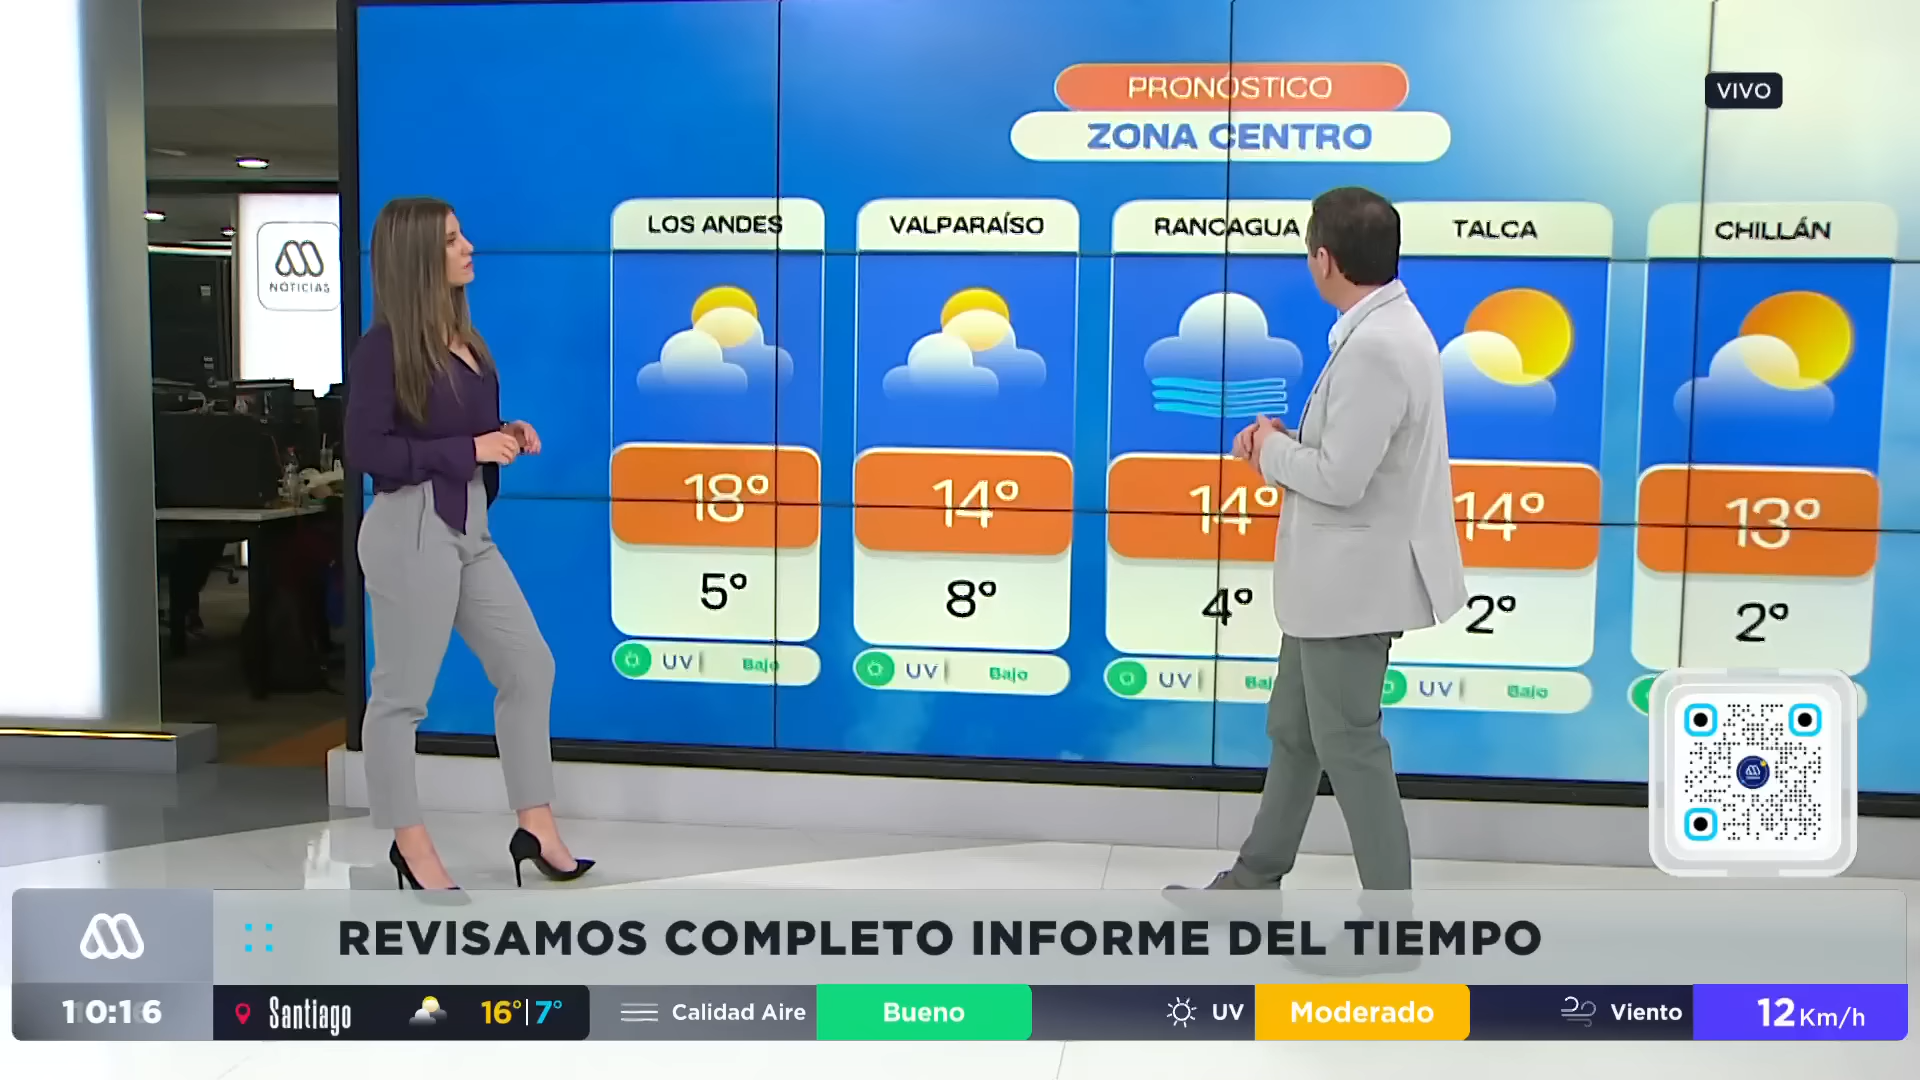 PRONÓSTICO
ZONA CENTRO
VIVO
NOTICIAS
LOS ANDES
VALPARAÍSO
RANCAGUA
TALCA
CHILLÁN
18°
14°
14°
14°
13°
5°
8°
4°
2°
2°
UV Bajo
UV Bajo
UV
UV Bajo
REVISAMOS COMPLETO INFORME DEL TIEMPO
10:16
Santiago 16° 7° Calidad Aire Bueno UV Moderado Viento 12 Km/h